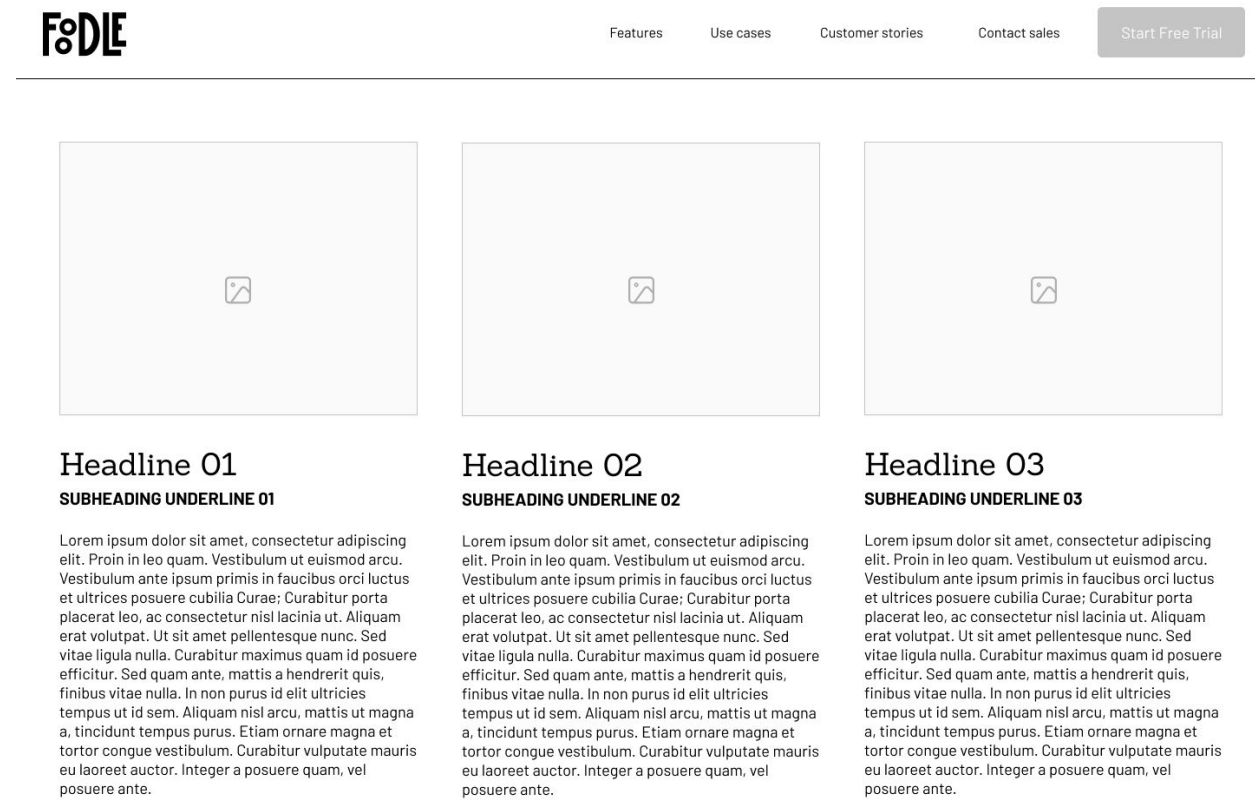 FOODLE
Features
Use cases
Customer stories
Contact sales
Start Free Trial
Headline 01
SUBHEADING UNDERLINE 01
Lorem ipsum dolor sit amet, consectetur adipiscing
elit. Proin in leo quam. Vestibulum ut euismod arcu.
Vestibulum ante ipsum primis in faucibus orci luctus
et ultrices posuere cubilia Curae; Curabitur porta
placerat leo, ac consectetur nisl lacinia ut. Aliquam
erat volutpat. Ut sit amet pellentesque nunc. Sed
vitae ligula nulla. Curabitur maximus quam id posuere
efficitur. Sed quam ante, mattis a hendrerit quis,
finibus vitae nulla. In non purus id elit ultricies
tempus ut id sem. Aliquam nisl arcu, mattis ut magna
a, tincidunt tempus purus. Etiam ornare magna et
tortor congue vestibulum. Curabitur vulputate mauris
eu laoreet auctor. Integer a posuere quam, vel
posuere ante.
Headline 02
SUBHEADING UNDERLINE 02
Lorem ipsum dolor sit amet, consectetur adipiscing
elit. Proin in leo quam. Vestibulum ut euismod arcu.
Vestibulum ante ipsum primis in faucibus orci luctus
et ultrices posuere cubilia Curae; Curabitur porta
placerat leo, ac consectetur nisl lacinia ut. Aliquam
erat volutpat. Ut sit amet pellentesque nunc. Sed
vitae ligula nulla. Curabitur maximus quam id posuere
efficitur. Sed quam ante, mattis a hendrerit quis,
finibus vitae nulla. In non purus id elit ultricies
tempus ut id sem. Aliquam nisl arcu, mattis ut magna
a, tincidunt tempus purus. Etiam ornare magna et
tortor congue vestibulum. Curabitur vulputate mauris
eu laoreet auctor. Integer a posuere quam, vel
posuere ante.
Headline 03
SUBHEADING UNDERLINE 03
Lorem ipsum dolor sit amet, consectetur adipiscing
elit. Proin in leo quam. Vestibulum ut euismod arcu.
Vestibulum ante ipsum primis in faucibus orci luctus
et ultrices posuere cubilia Curae; Curabitur porta
placerat leo, ac consectetur nisl lacinia ut. Aliquam
erat volutpat. Ut sit amet pellentesque nunc. Sed
vitae ligula nulla. Curabitur maximus quam id posuere
efficitur. Sed quam ante, mattis a hendrerit quis,
finibus vitae nulla. In non purus id elit ultricies
tempus ut id sem. Aliquam nisl arcu, mattis ut magna
a, tincidunt tempus purus. Etiam ornare magna et
tortor congue vestibulum. Curabitur vulputate mauris
eu laoreet auctor. Integer a posuere quam, vel
posuere ante.